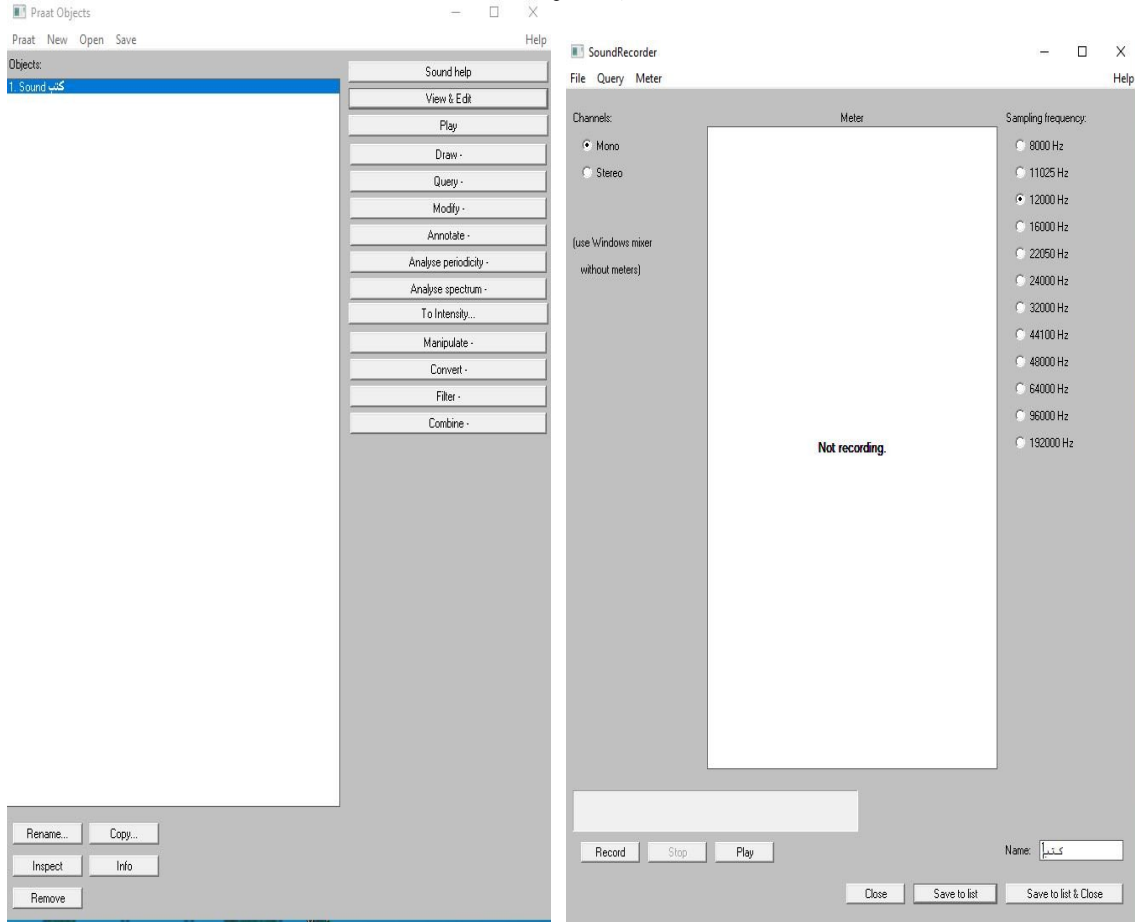 Praat Objects
Praat New Open Save Help
Objects:
1. Sound كتب
Sound help
View & Edit
Play
Draw -
Query -
Modify -
Annotate -
Analyse periodicity -
Analyse spectrum -
To Intensity...
Manipulate -
Convert -
Filter -
Combine -
Rename... Copy...
Inspect Info
Remove
SoundRecorder
File Query Meter Help
Channels:
Mono
Stereo
(use Windows mixer
without meters)
Meter
Not recording.
Sampling frequency:
8000 Hz
11025 Hz
12000 Hz
16000 Hz
22050 Hz
24000 Hz
32000 Hz
44100 Hz
48000 Hz
64000 Hz
96000 Hz
192000 Hz
Record Stop Play
Name: كتب
Close Save to list Save to list & Close